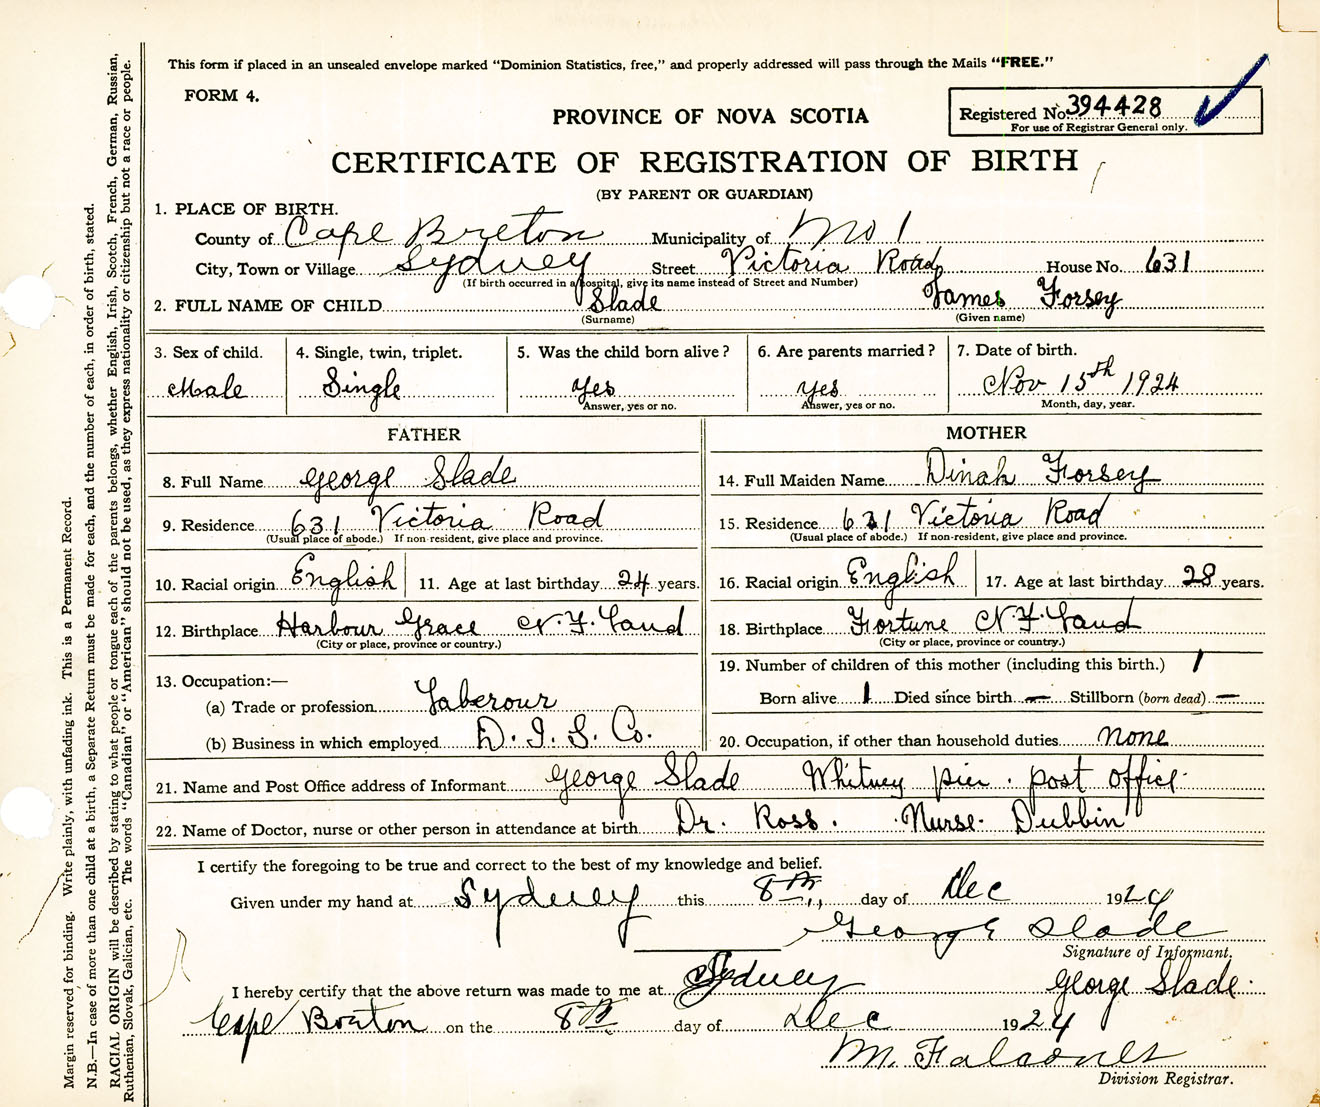 This form if placed in an unsealed envelope marked "Dominion Statistics, free," and properly addressed will pass through the Mails "FREE."
FORM 4.
PROVINCE OF NOVA SCOTIA
Registered No. 394428
For use of Registrar General only.
CERTIFICATE OF REGISTRATION OF BIRTH
(BY PARENT OR GUARDIAN)
1. PLACE OF BIRTH.
County of Cape Breton Municipality of No 1
City, Town or Village Sydney Street Victoria Road House No. 631
(If birth occurred in a hospital, give its name instead of Street and Number)
2. FULL NAME OF CHILD Slade James Forsey
(Surname) (Given name)
3. Sex of child. 4. Single, twin, triplet. 5. Was the child born alive? 6. Are parents married? 7. Date of birth.
Male Single yes yes Nov 15th 1924
Answer, yes or no. Answer, yes or no. Month, day, year.
FATHER MOTHER
8. Full Name George Slade
9. Residence 631 Victoria Road
(Usual place of abode.) If non-resident, give place and province.
10. Racial origin English 11. Age at last birthday 24 years.
12. Birthplace Harbour Grace N.F.Land
(City or place, province or country.)
13. Occupation:—
(a) Trade or profession Laberour
(b) Business in which employed D. I. S. Co.
14. Full Maiden Name Dinah Forsey
15. Residence 631 Victoria Road
(Usual place of abode.) If non-resident, give place and province.
16. Racial origin English 17. Age at last birthday 28 years.
18. Birthplace Fortune N.F.Land
(City or place, province or country.)
19. Number of children of this mother (including this birth.) 1
Born alive 1 Died since birth — Stillborn (born dead) —
20. Occupation, if other than household duties none
21. Name and Post Office address of Informant George Slade Whitney pier. post office.
22. Name of Doctor, nurse or other person in attendance at birth Dr. Ross. Nurse. Dubbin
I certify the foregoing to be true and correct to the best of my knowledge and belief.
Given under my hand at Sydney this 8th day of Dec 1924
George Slade
Signature of Informant.
I hereby certify that the above return was made to me at Sydney George Slade.
Cape Breton on the 8th day of Dec 1924
M. Falconer
Division Registrar.
Margin reserved for binding. Write plainly, with unfading ink. This is a Permanent Record.
N.B.—In case of more than one child at a birth, a Separate Return must be made for each, and the number of each, in order of birth, stated.
RACIAL ORIGIN will be described by stating to what people or tongue each of the parents belongs, whether English, Irish, Scotch, French, German, Russian,
Ruthenian, Slovak, Galician, etc. The words "Canadian" or "American" should not be used, as they express nationality or citizenship but not a race or people.